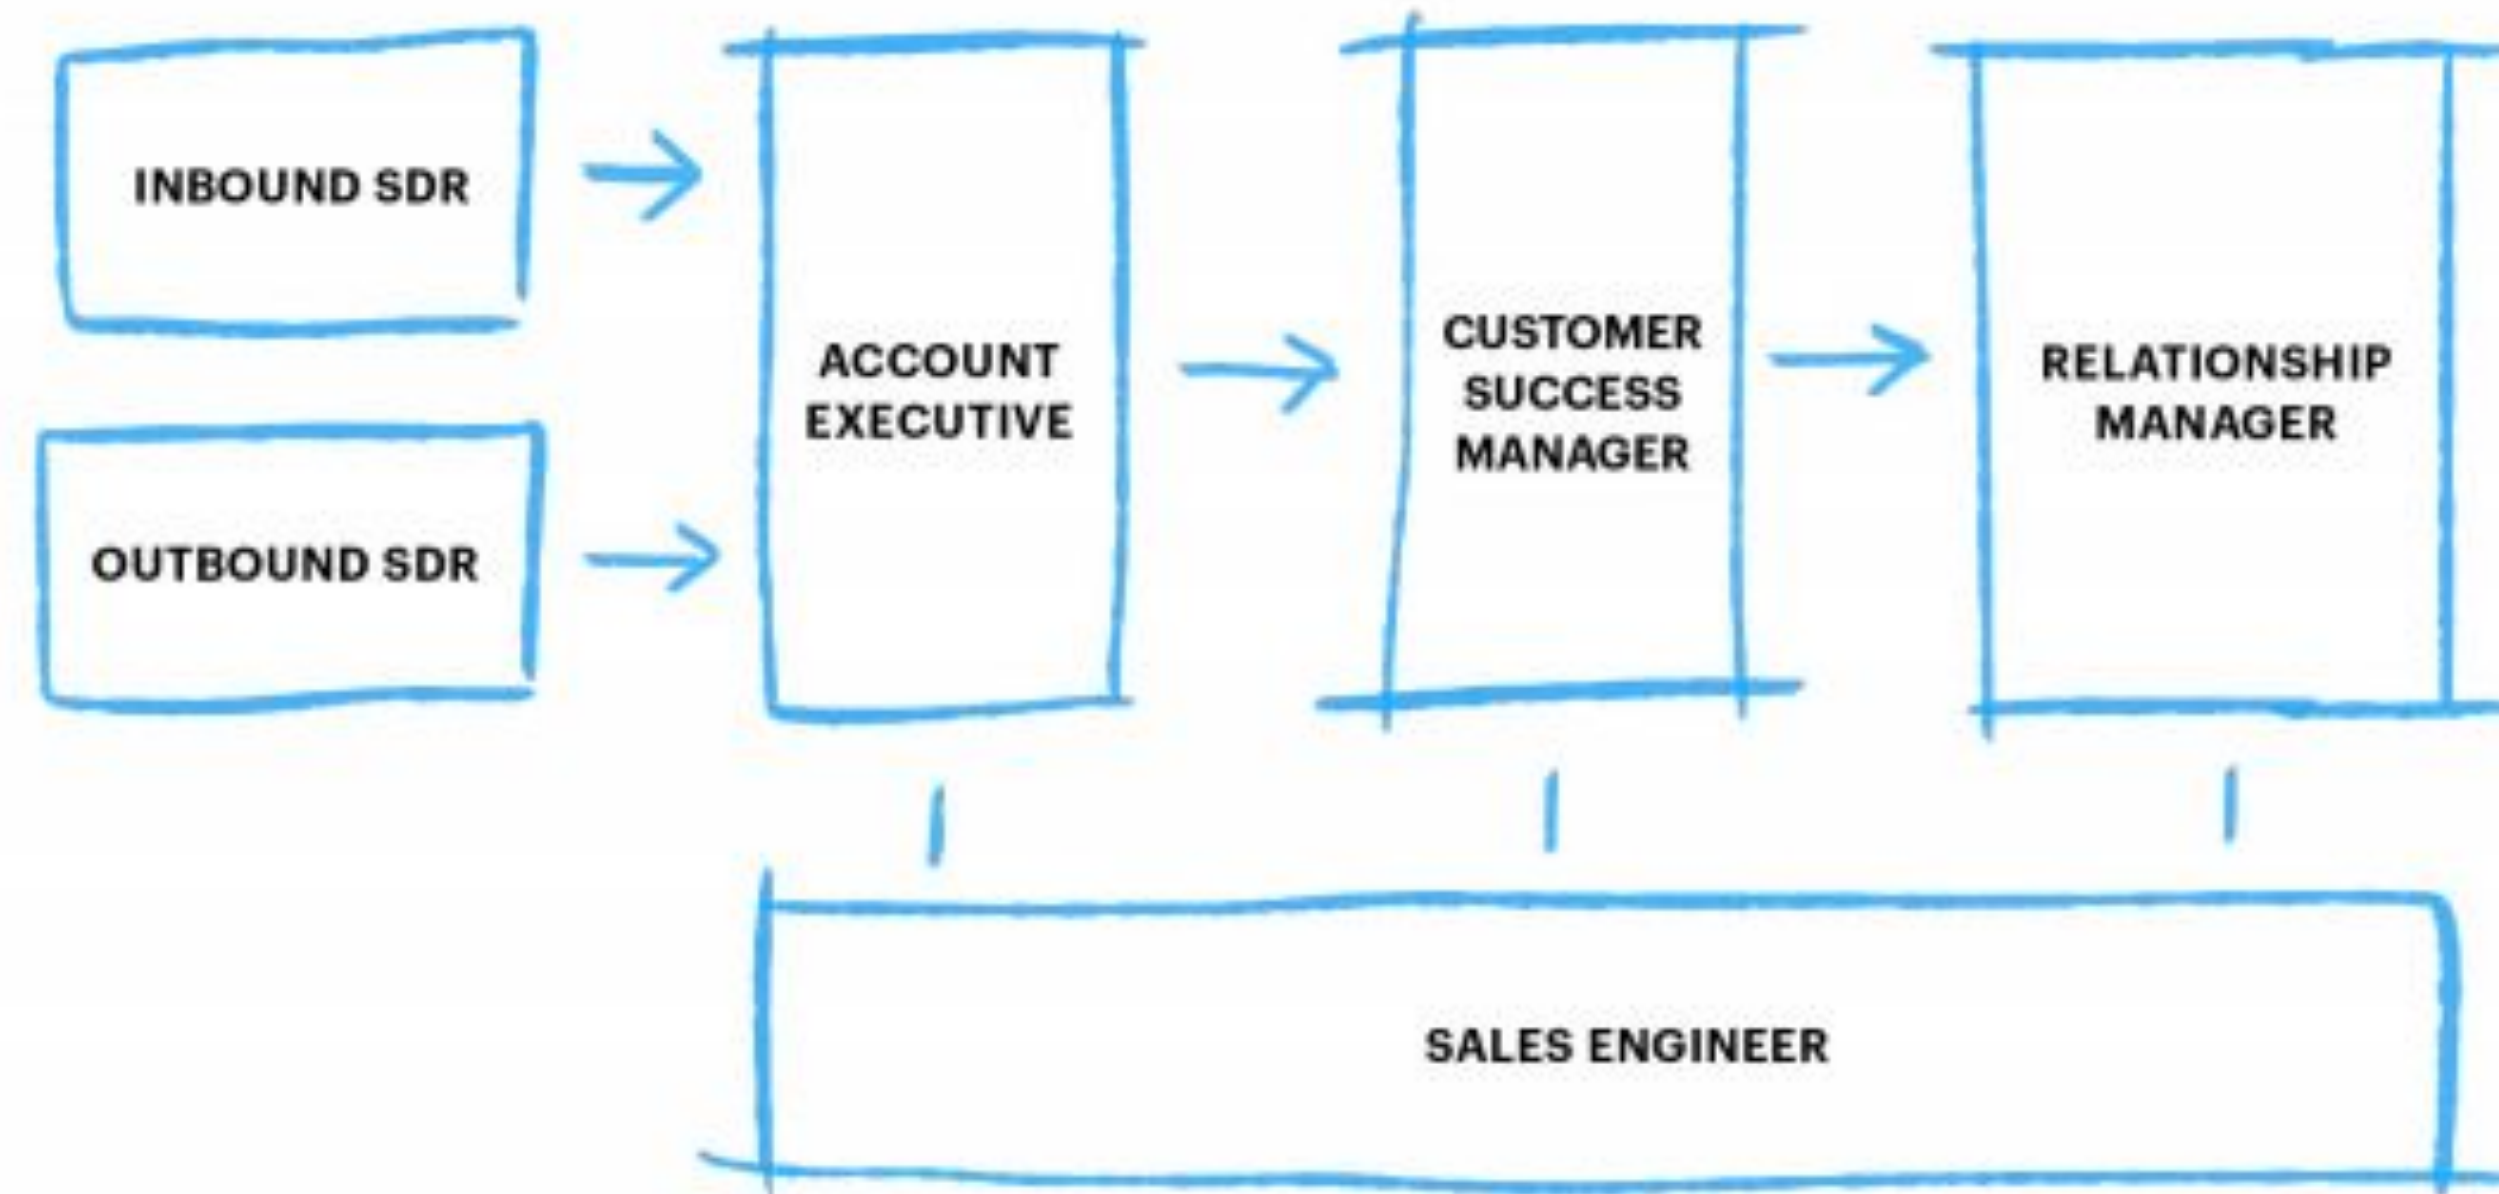 INBOUND SDR
OUTBOUND SDR
ACCOUNT
EXECUTIVE
CUSTOMER
SUCCESS
MANAGER
RELATIONSHIP
MANAGER
SALES ENGINEER